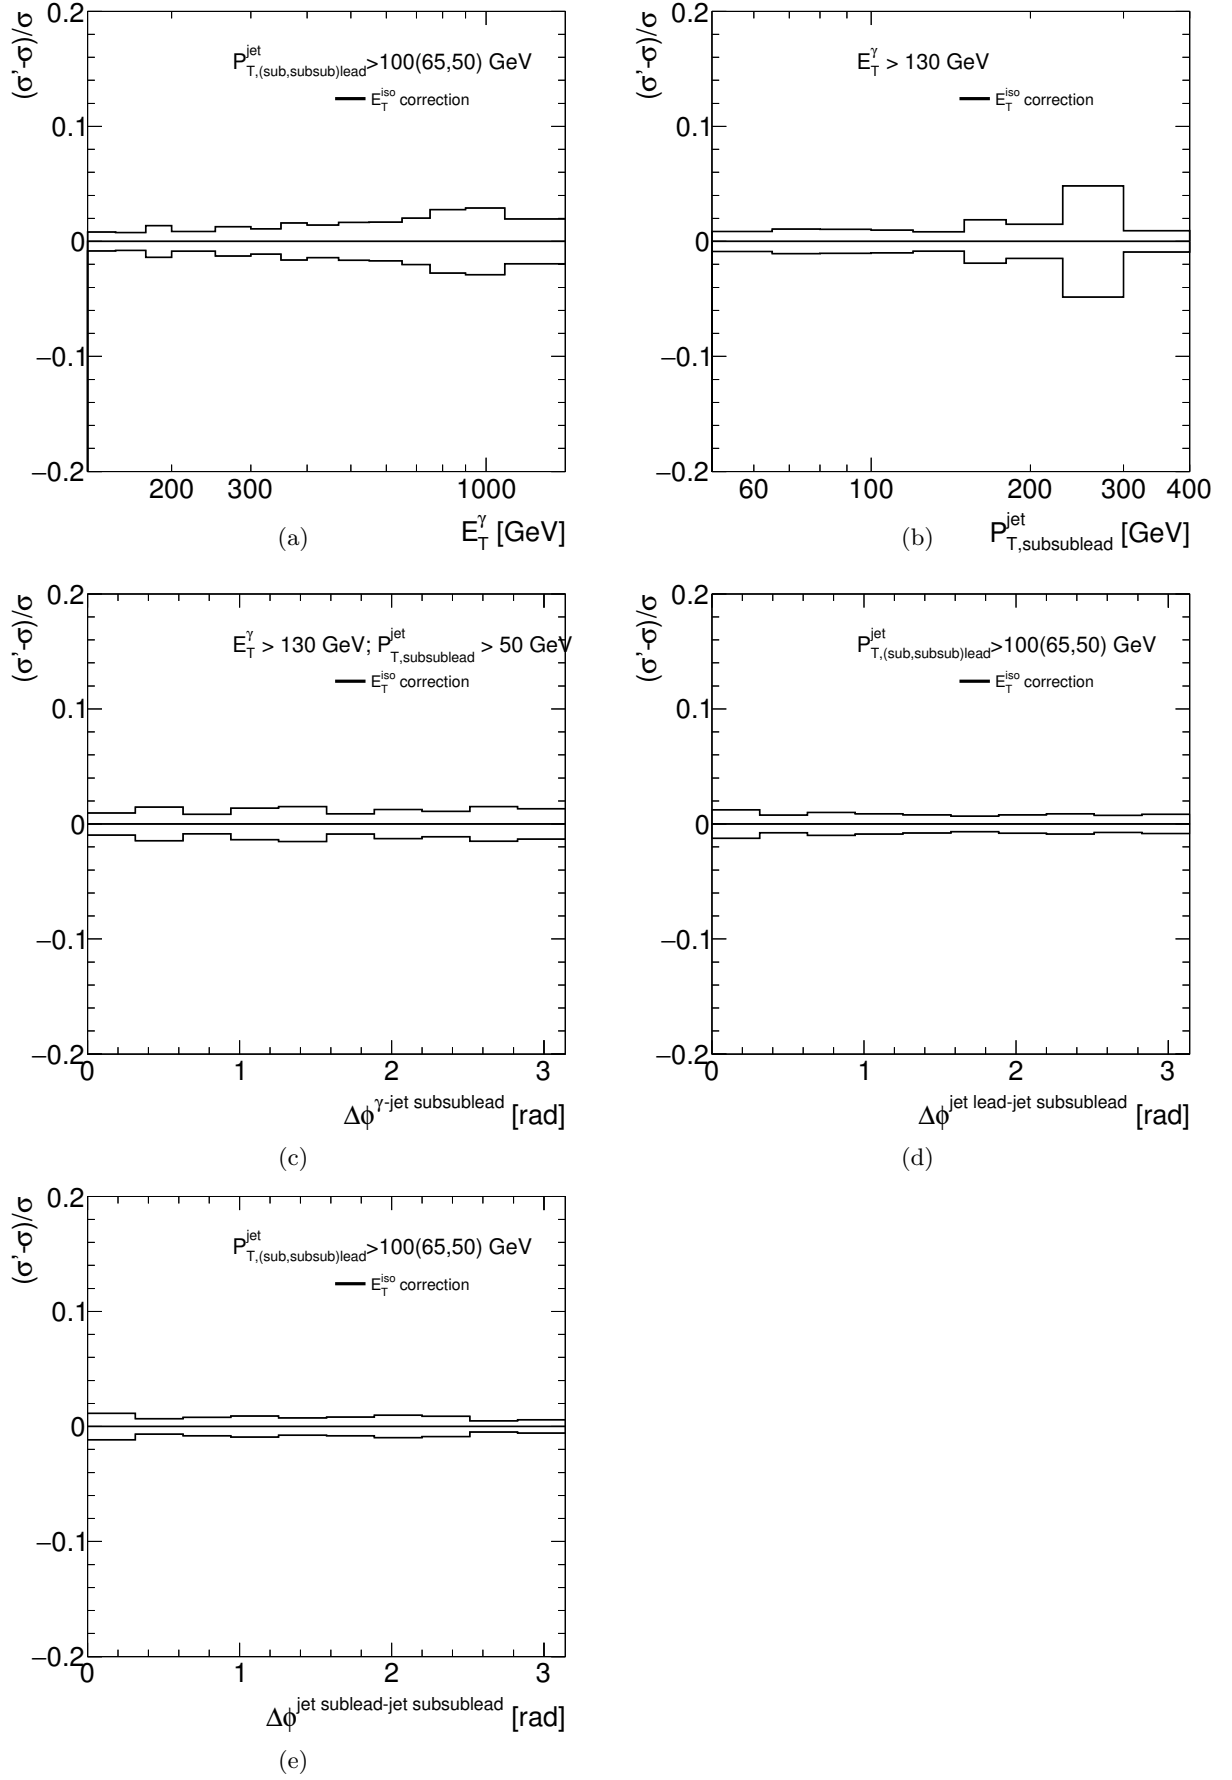 (σ'-σ)/σ
0.2
0.1
0
−0.1
−0.2
P^jet_T,(sub,subsub)lead>100(65,50) GeV
E_T^iso correction
200 300 1000
E_T^γ [GeV]
(a)
(σ'-σ)/σ
0.2
0.1
0
−0.1
−0.2
E_T^γ > 130 GeV
E_T^iso correction
60 100 200 300 400
P^jet_T,subsublead [GeV]
(b)
(σ'-σ)/σ
0.2
0.1
0
−0.1
−0.2
E_T^γ > 130 GeV; P^jet_T,subsublead > 50 GeV
E_T^iso correction
0 1 2 3
Δϕ^γ-jet subsublead [rad]
(c)
(σ'-σ)/σ
0.2
0.1
0
−0.1
−0.2
P^jet_T,(sub,subsub)lead>100(65,50) GeV
E_T^iso correction
0 1 2 3
Δϕ^jet lead-jet subsublead [rad]
(d)
(σ'-σ)/σ
0.2
0.1
0
−0.1
−0.2
P^jet_T,(sub,subsub)lead>100(65,50) GeV
E_T^iso correction
0 1 2 3
Δϕ^jet sublead-jet subsublead [rad]
(e)